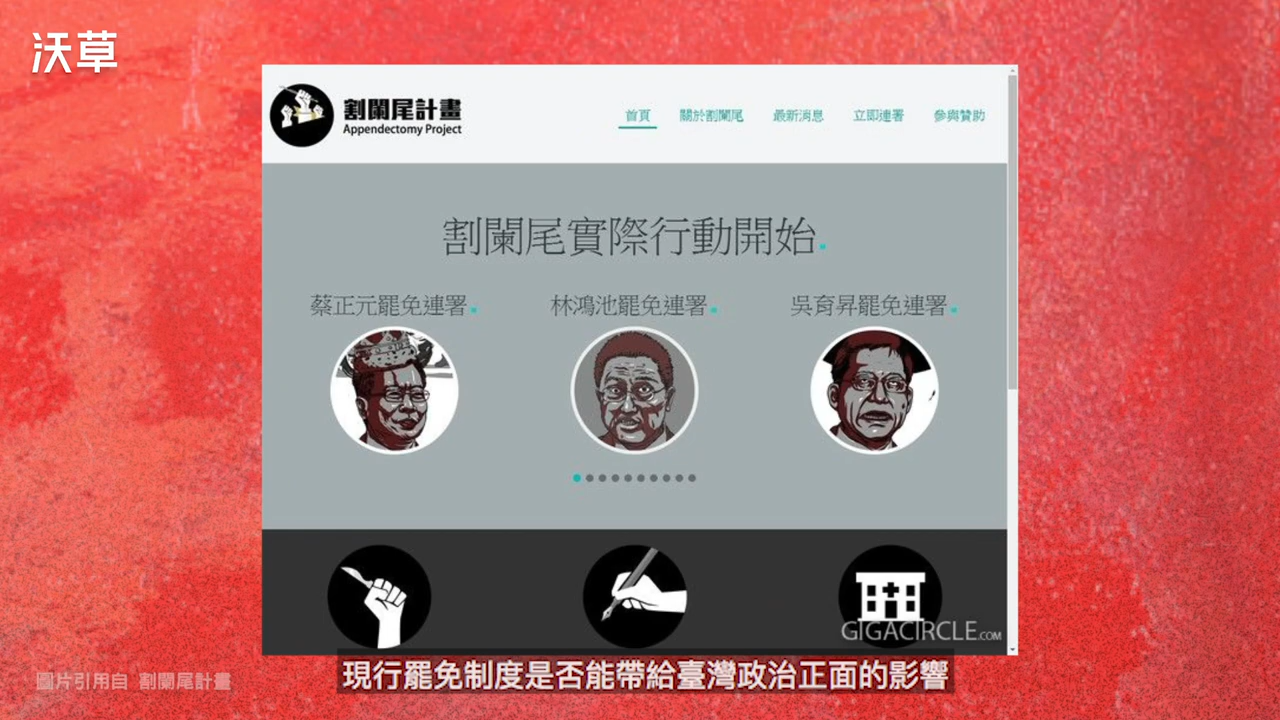 沃草
割闌尾計畫
Appendectomy Project
首頁 關於割闌尾 最新消息 立即連署 參與贊助
割闌尾實際行動開始.
蔡正元罷免連署. 林鴻池罷免連署. 吳育昇罷免連署.
GIGACIRCLE.COM
圖片引用自 割闌尾計畫
現行罷免制度是否能帶給臺灣政治正面的影響